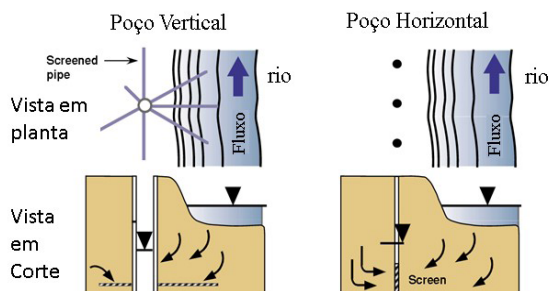 Poço Vertical
Poço Horizontal
Screened
pipe
rio
rio
Vista em
planta
Fluxo
Fluxo
Vista
em
Corte
Screen